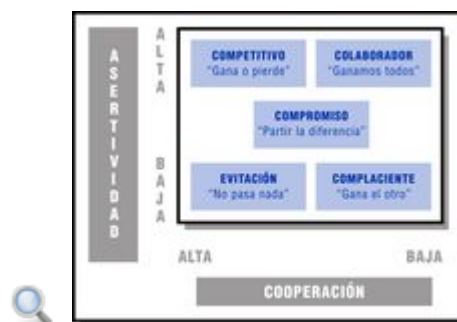 ASERTIVIDAD
ALTA
COMPETITIVO
"Gana o pierde"
COLABORADOR
"Ganamos todos"
COMPROMISO
"Partir la diferencia"
BAJA
EVITACIÓN
"No pasa nada"
COMPLACIENTE
"Gana el otro"
ALTA
BAJA
COOPERACIÓN